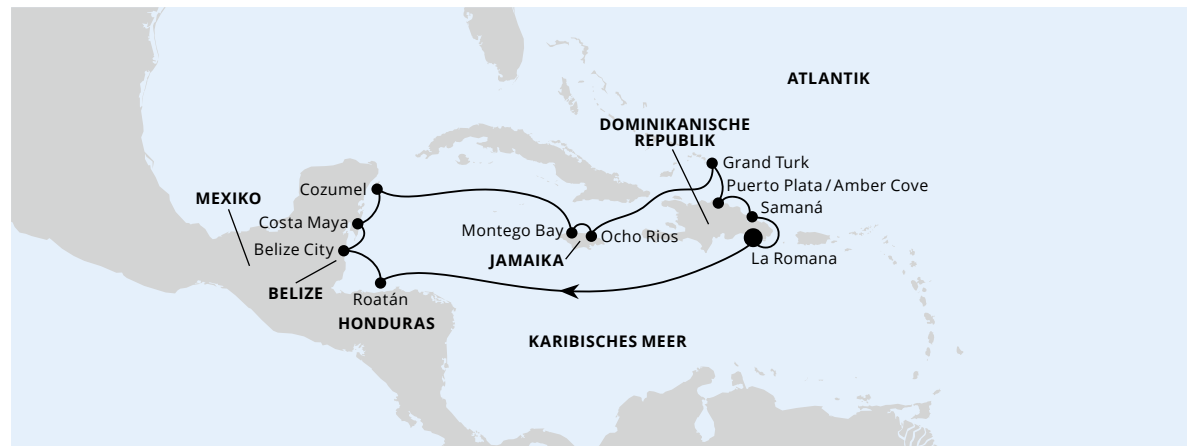 ATLANTIK
DOMINIKANISCHE
REPUBLIK
Grand Turk
Puerto Plata / Amber Cove
Samaná
La Romana
Cozumel
MEXIKO
Costa Maya
Belize City
BELIZE
Montego Bay
Ocho Rios
JAMAIKA
Roatán
HONDURAS
KARIBISCHES MEER